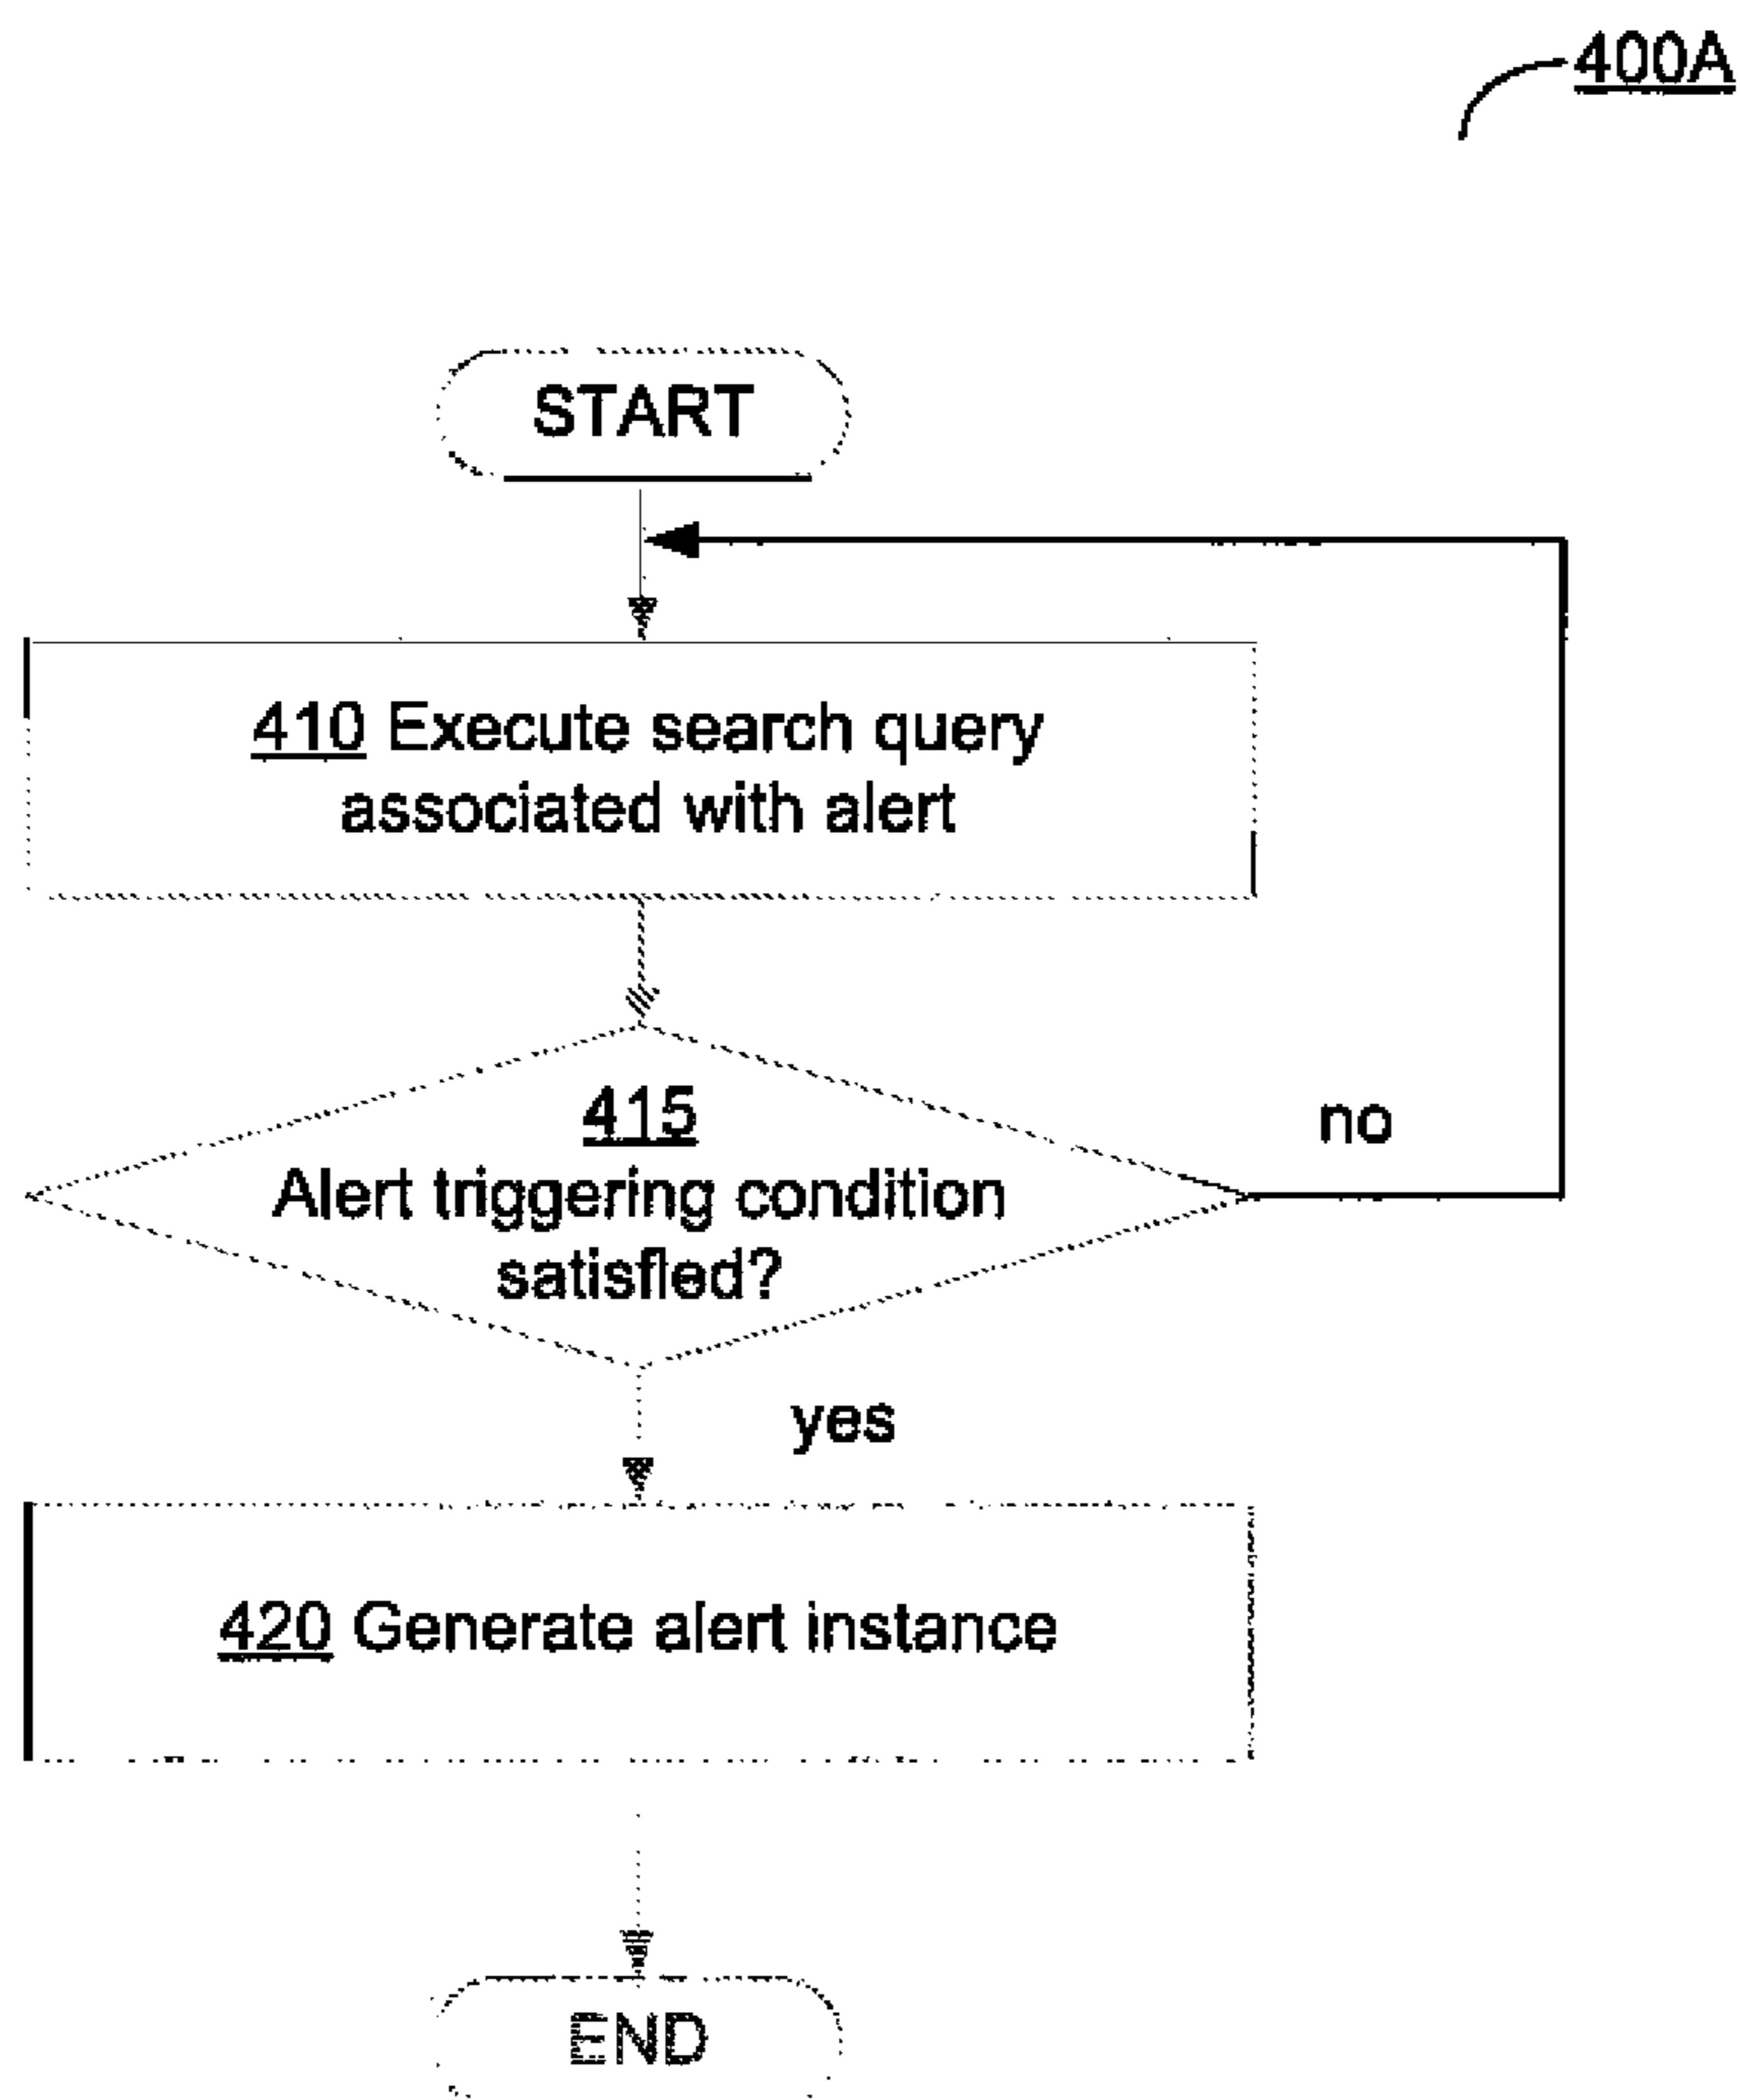 400A
START
410 Execute search query
associated with alert
415
Alert triggering condition
satisfied?
no
yes
420 Generate alert instance
END